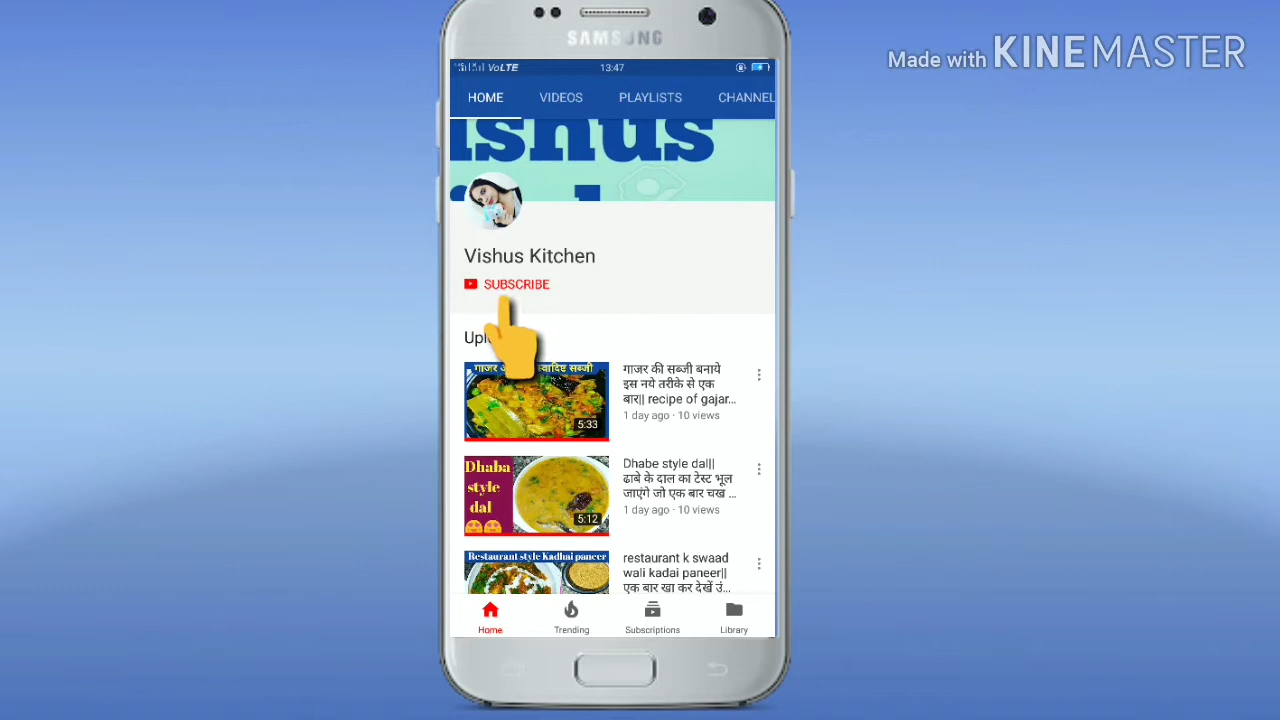 Made with KINEMASTER
SAMSUNG
VoLTE 13:47
HOME VIDEOS PLAYLISTS CHANNEL
ishus
Vishus Kitchen
SUBSCRIBE
Upl
गाजर
स्वादिष्ट सब्जी
5:33
गाजर की सब्जी बनाये
इस नये तरीके से एक
बार|| recipe of gajar...
1 day ago · 10 views
Dhaba
style
dal
5:12
Dhabe style dal||
ढाबे के दाल का टेस्ट भूल
जाएंगे जो एक बार चख ...
1 day ago · 10 views
Restaurant style Kadhai paneer
restaurant k swaad
wali kadai paneer||
एक बार खा कर देखें उं...
Home Trending Subscriptions Library